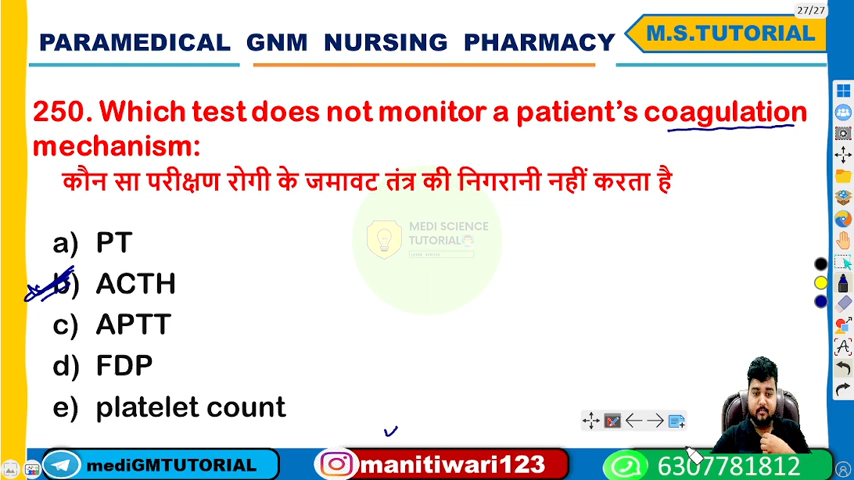 27/27
PARAMEDICAL GNM NURSING PHARMACY
M.S.TUTORIAL
250. Which test does not monitor a patient’s coagulation
mechanism:
कौन सा परीक्षण रोगी के जमावट तंत्र की निगरानी नहीं करता है
MEDI SCIENCE
TUTORIAL
a) PT
b) ACTH
c) APTT
d) FDP
e) platelet count
mediGMTUTORIAL
manitiwari123
6307781812